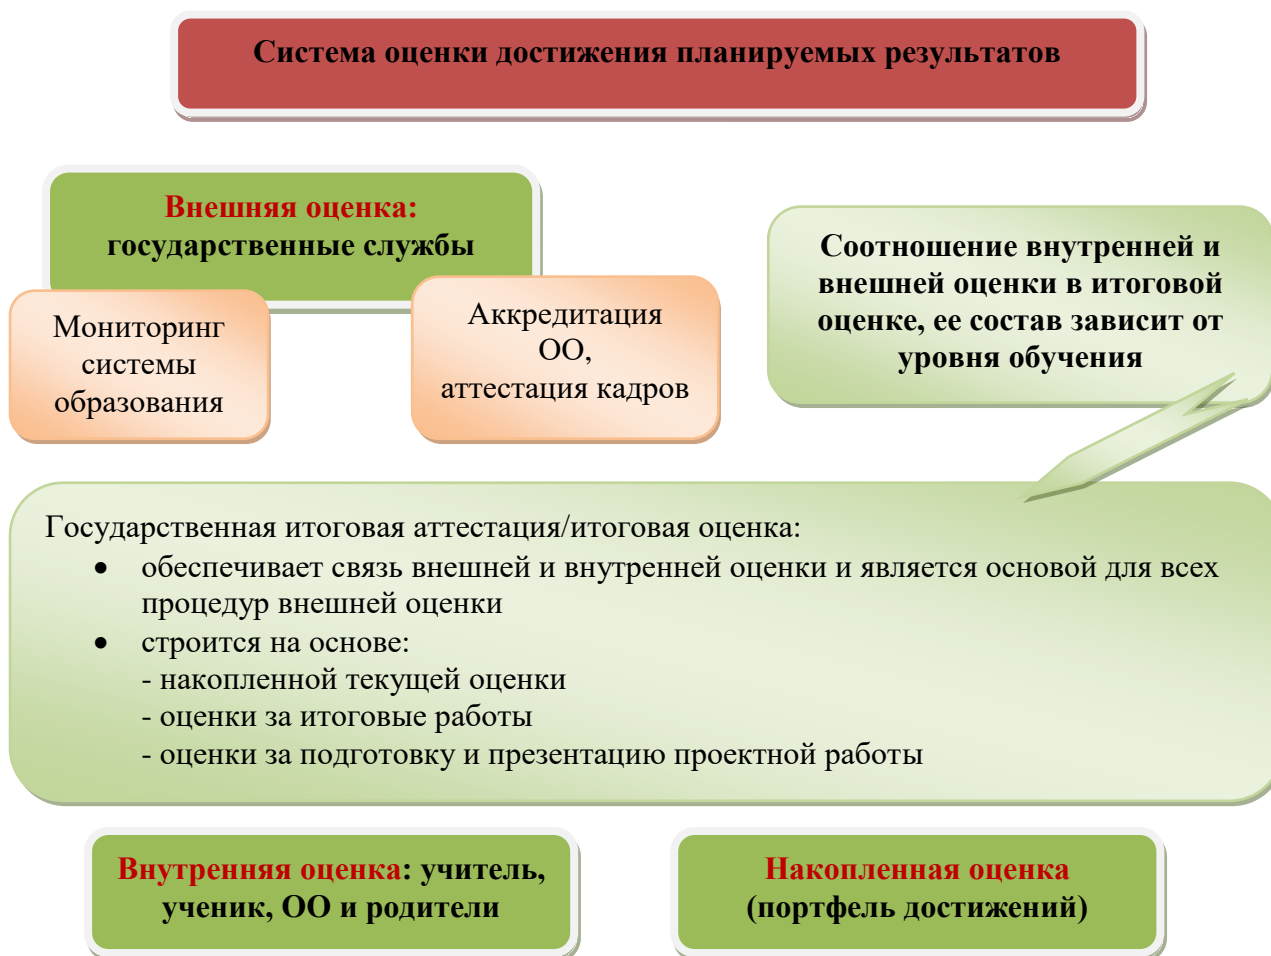 Система оценки достижения планируемых результатов
Внешняя оценка:
государственные службы
Мониторинг
системы
образования
Аккредитация
ОО,
аттестация кадров
Соотношение внутренней и
внешней оценки в итоговой
оценке, ее состав зависит от
уровня обучения
Государственная итоговая аттестация/итоговая оценка:
• обеспечивает связь внешней и внутренней оценки и является основой для всех
процедур внешней оценки
• строится на основе:
- накопленной текущей оценки
- оценки за итоговые работы
- оценки за подготовку и презентацию проектной работы
Внутренняя оценка: учитель,
ученик, ОО и родители
Накопленная оценка
(портфель достижений)